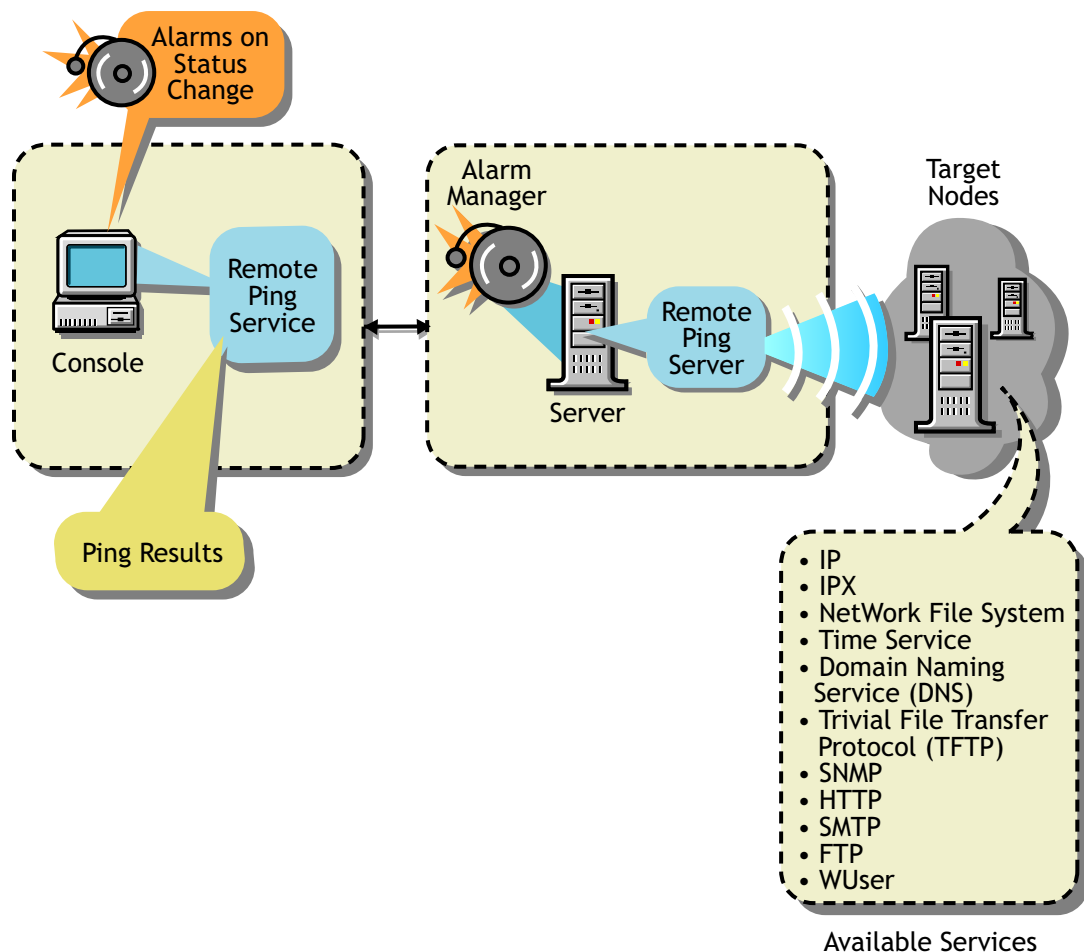 Alarms on
Status
Change
Alarm
Manager
Target
Nodes
Remote
Ping
Service
Console
Remote
Ping
Server
Server
Ping Results
• IP
• IPX
• NetWork File System
• Time Service
• Domain Naming
Service (DNS)
• Trivial File Transfer
Protocol (TFTP)
• SNMP
• HTTP
• SMTP
• FTP
• WUser
Available Services